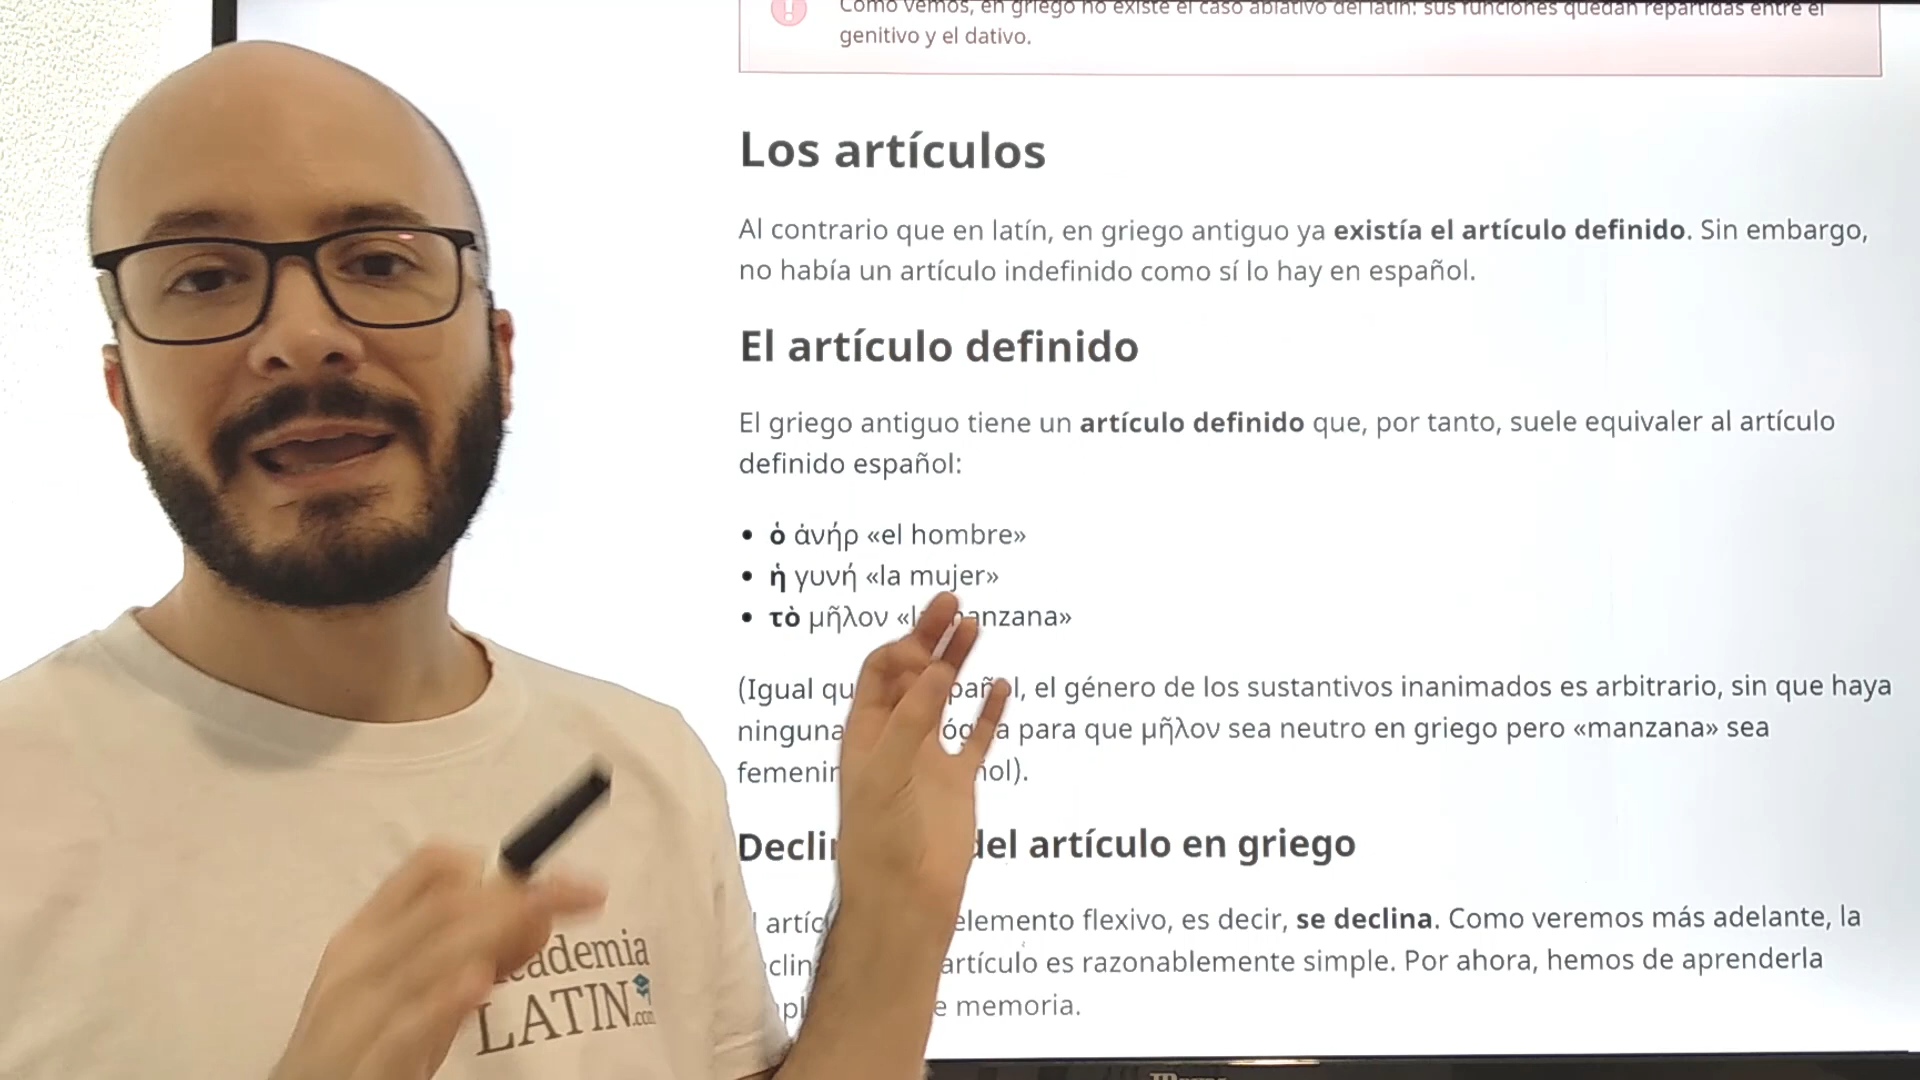 Como vemos, en griego no existe el caso ablativo del latín: sus funciones quedan repartidas entre el
genitivo y el dativo.
Los artículos
Al contrario que en latín, en griego antiguo ya existía el artículo definido. Sin embargo,
no había un artículo indefinido como sí lo hay en español.
El artículo definido
El griego antiguo tiene un artículo definido que, por tanto, suele equivaler al artículo
definido español:
• ὁ ἀνήρ «el hombre»
• ἡ γυνή «la mujer»
• τὸ μῆλον «la manzana»
(Igual qu pañol, el género de los sustantivos inanimados es arbitrario, sin que haya
ninguna óg a para que μῆλον sea neutro en griego pero «manzana» sea
femenin ñol).
Declin del artículo en griego
artíc elemento flexivo, es decir, se declina. Como veremos más adelante, la
clin artículo es razonablemente simple. Por ahora, hemos de aprenderla
e memoria.
cademia
LATIN.com